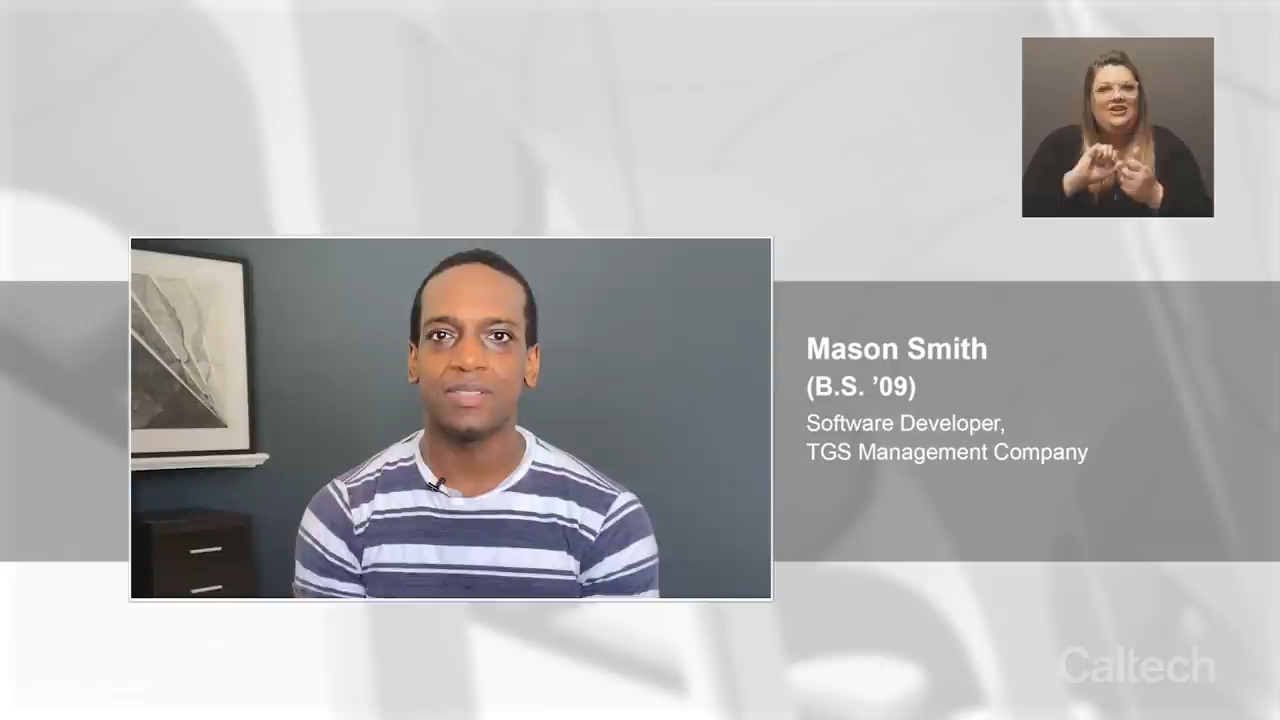 Mason Smith
(B.S. ’09)
Software Developer,
TGS Management Company
Caltech